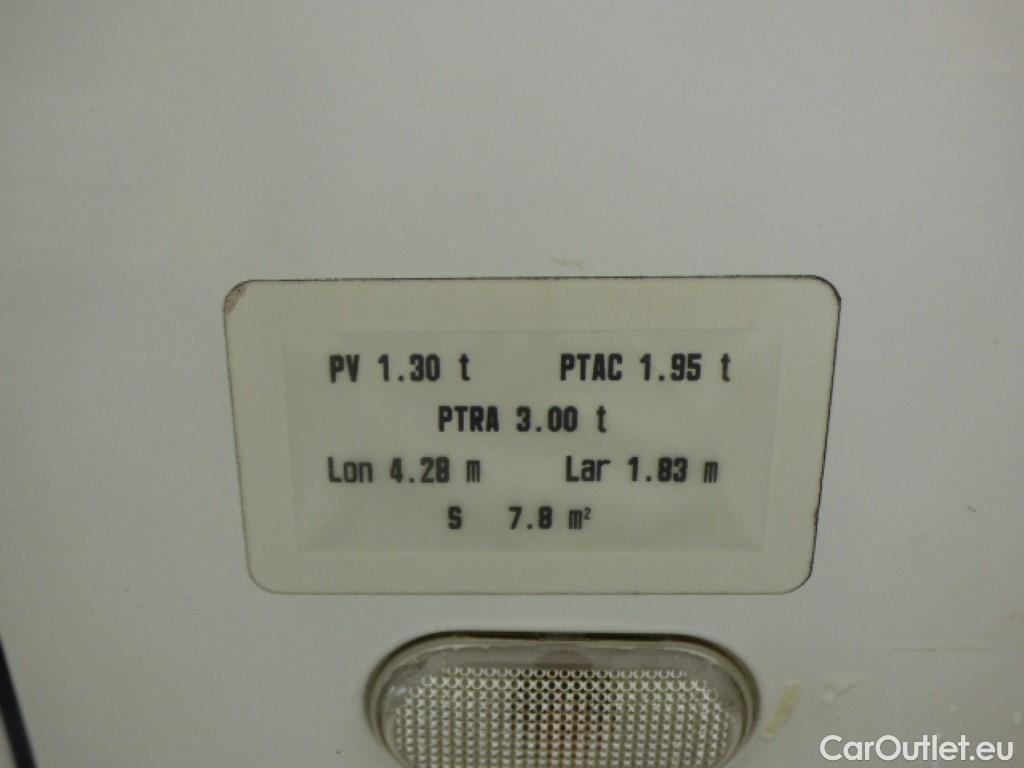 PV 1.30 t PTAC 1.95 t
PTRA 3.00 t
Lon 4.28 m Lar 1.83 m
S 7.8 m²
CarOutlet.eu